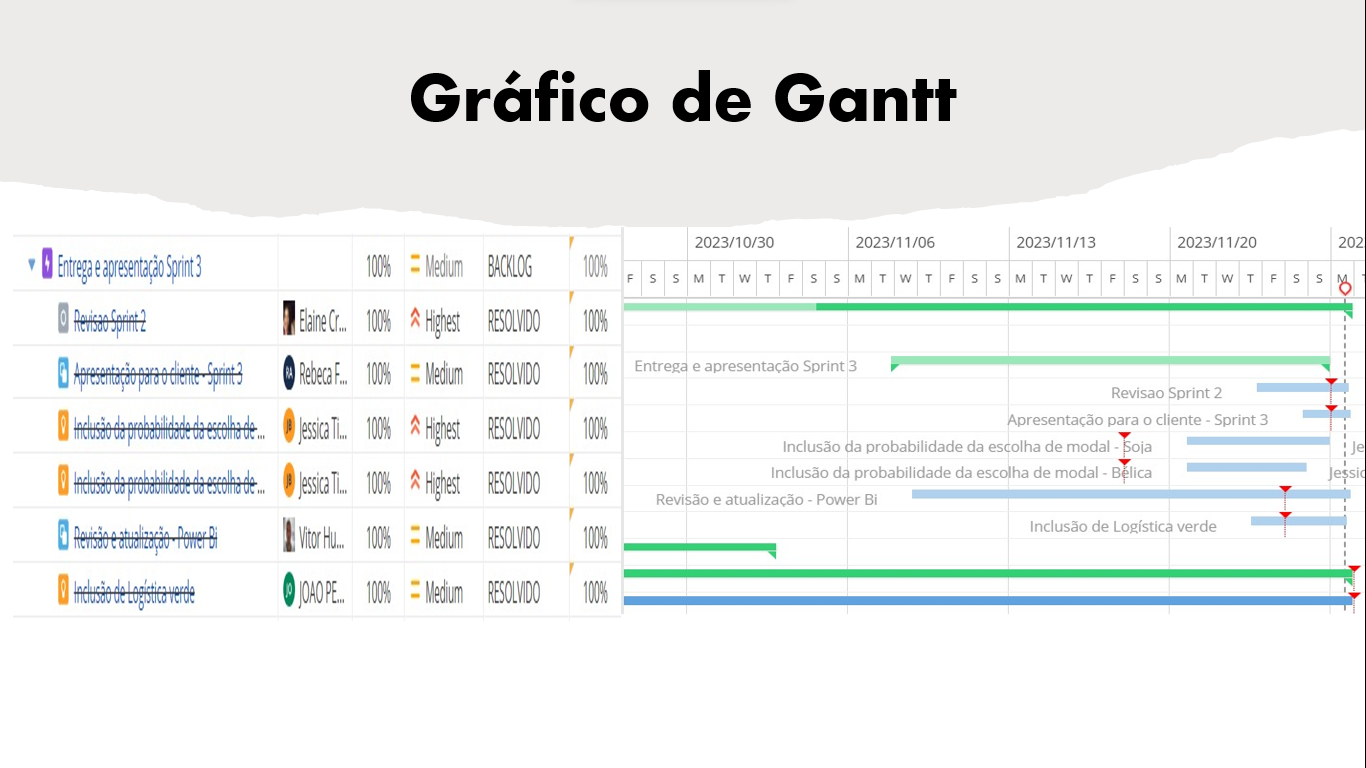 Gráfico de Gantt
Entrega e apresentação Sprint 3 100% Medium BACKLOG 100%
Revisao Sprint 2 Elaine Cr... 100% Highest RESOLVIDO 100%
Apresentação para o cliente - Sprint 3 RA Rebeca F... 100% Medium RESOLVIDO 100%
Inclusão da probabilidade da escolha de ... JB Jessica Ti... 100% Highest RESOLVIDO 100%
Inclusão da probabilidade da escolha de ... JB Jessica Ti... 100% Highest RESOLVIDO 100%
Revisão e atualização - Power Bi Vitor Hu... 100% Medium RESOLVIDO 100%
Inclusão de Logística verde JO JOAO PE... 100% Medium RESOLVIDO 100%
2023/10/30 2023/11/06 2023/11/13 2023/11/20 202
F S S M T W T F S S M T W T F S S M T W T F S S M T W T F S S M
Entrega e apresentação Sprint 3
Revisao Sprint 2
Apresentação para o cliente - Sprint 3
Inclusão da probabilidade da escolha de modal - Soja Je
Inclusão da probabilidade da escolha de modal - Bélica Jessic
Revisão e atualização - Power Bi
Inclusão de Logística verde